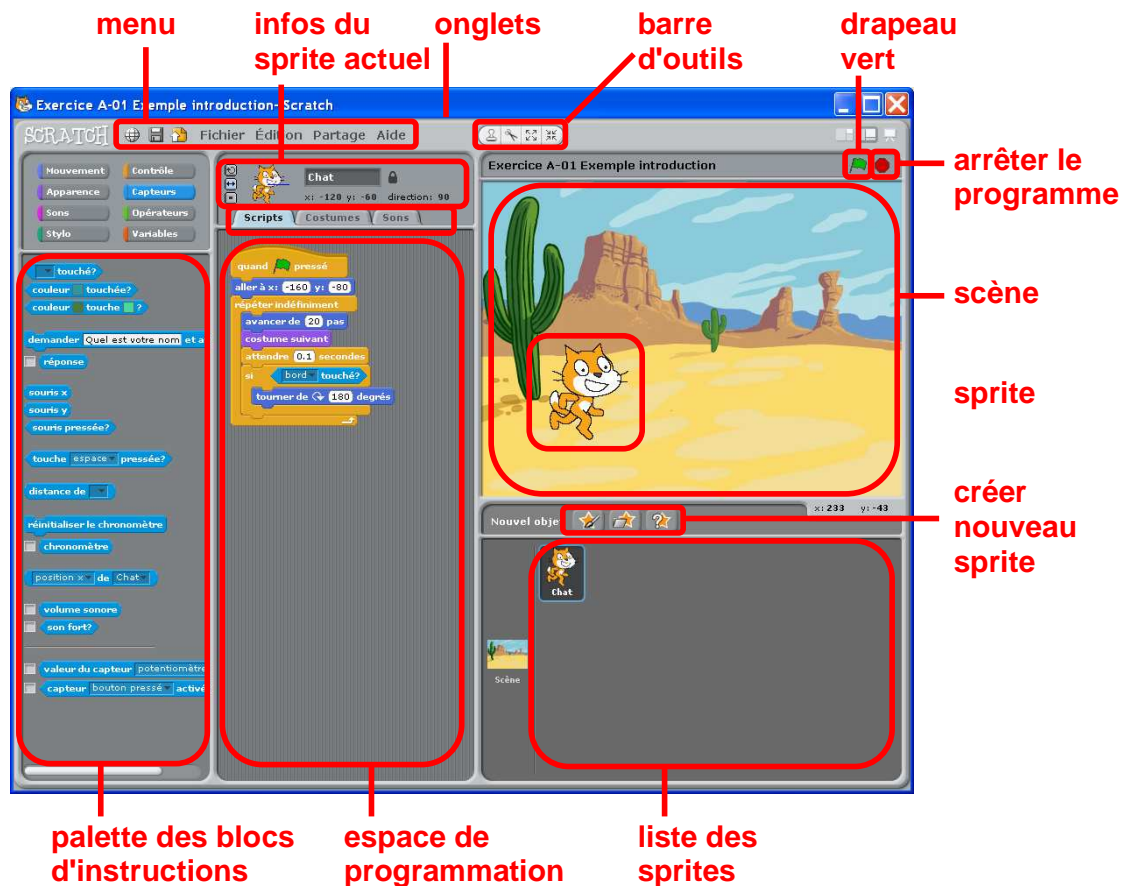 menu
infos du
sprite actuel
onglets
barre
d'outils
drapeau
vert
Exercice A-01 Exemple introduction-Scratch
SCRATCH Fichier Édition Partage Aide
Mouvement Contrôle
Apparence Capteurs
Sons Opérateurs
Stylo Variables
Chat
x: -120 y: -60 direction: 90
Scripts Costumes Sons
Exercice A-01 Exemple introduction
arrêter le
programme
touché?
couleur touchée?
couleur touche ?
demander Quel est votre nom et a
réponse
souris x
souris y
souris pressée?
touche espace pressée?
distance de
réinitialiser le chronomètre
chronomètre
position x de Chat
volume sonore
son fort?
valeur du capteur potentiomètre
capteur bouton pressé activé
quand pressé
aller à x: -160 y: -80
répéter indéfiniment
avancer de 20 pas
costume suivant
attendre 0.1 secondes
si bord touché?
tourner de 180 degrés
scène
sprite
x: 233 y: -43
Nouvel obje
créer
nouveau
sprite
Chat
Scène
palette des blocs
d'instructions
espace de
programmation
liste des
sprites